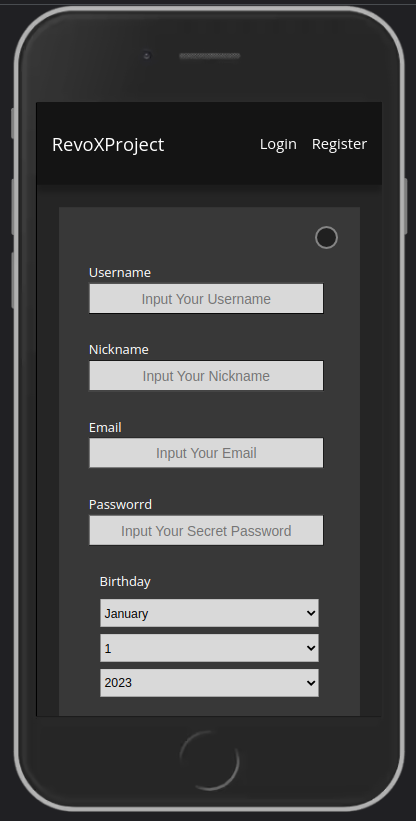 RevoXProject Login Register
Username
Input Your Username
Nickname
Input Your Nickname
Email
Input Your Email
Passworrd
Input Your Secret Password
Birthday
January
1
2023